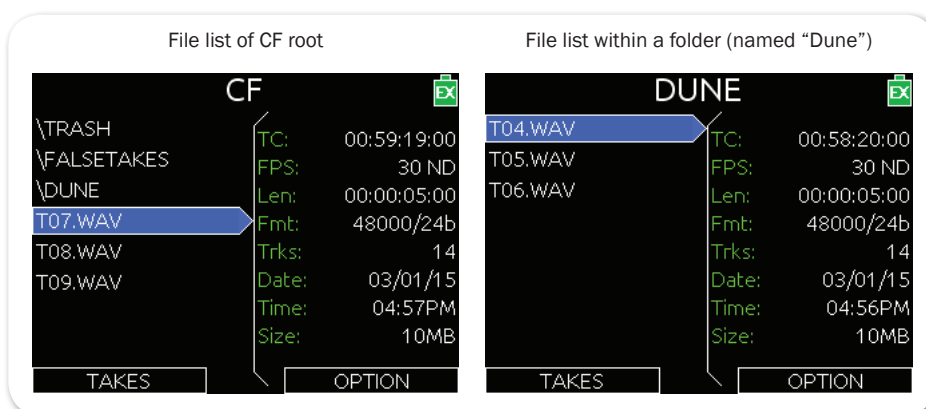 File list of CF root
CF
EX
\TRASH
\FALSETAKES
\DUNE
T07.WAV
T08.WAV
T09.WAV
TC: 00:59:19:00
FPS: 30 ND
Len: 00:00:05:00
Fmt: 48000/24b
Trks: 14
Date: 03/01/15
Time: 04:57PM
Size: 10MB
TAKES
OPTION
File list within a folder (named “Dune”)
DUNE
EX
T04.WAV
T05.WAV
T06.WAV
TC: 00:58:20:00
FPS: 30 ND
Len: 00:00:05:00
Fmt: 48000/24b
Trks: 14
Date: 03/01/15
Time: 04:56PM
Size: 10MB
TAKES
OPTION